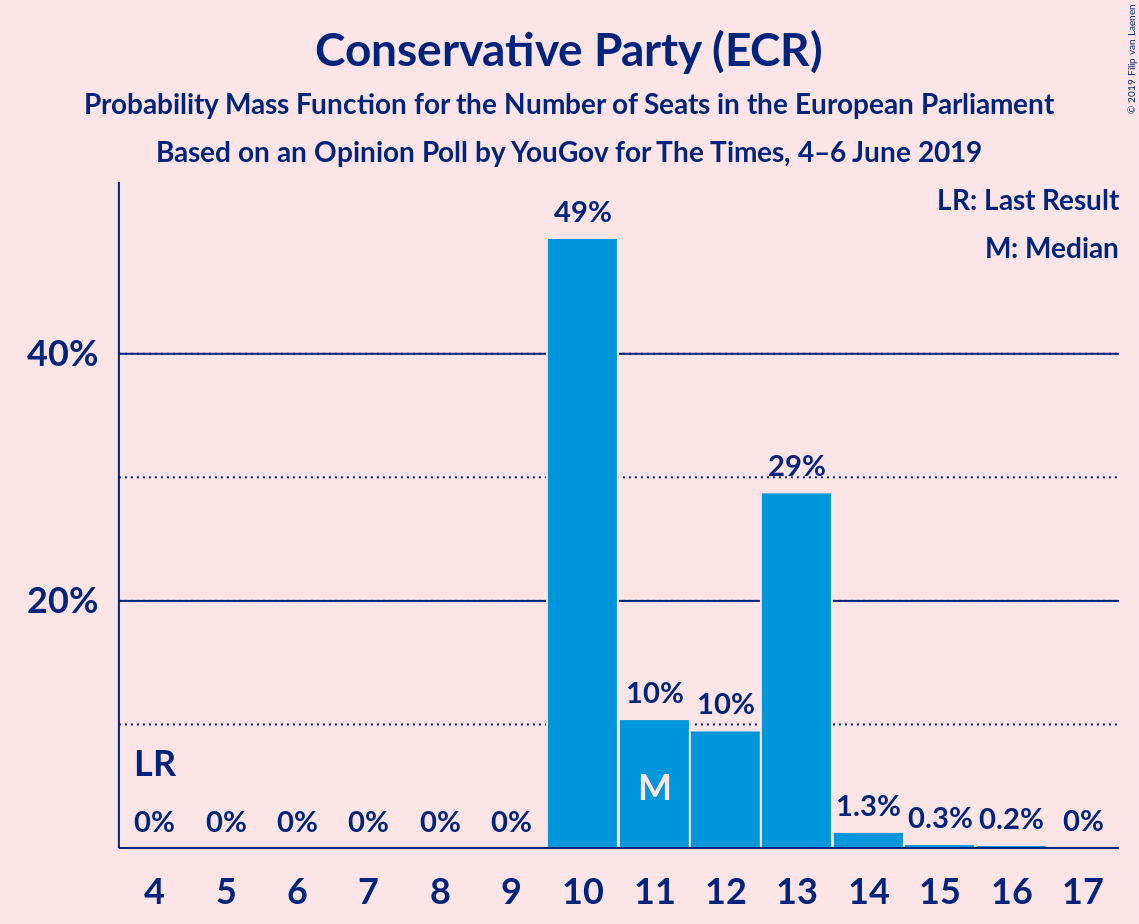 Conservative Party (ECR)
Probability Mass Function for the Number of Seats in the European Parliament
Based on an Opinion Poll by YouGov for The Times, 4–6 June 2019
© 2019 Filip van Laenen
LR: Last Result
M: Median
49%
40%
29%
20%
10%
10%
LR
M
0%
0%
0%
0%
0%
0%
1.3%
0.3%
0.2%
0%
4 5 6 7 8 9 10 11 12 13 14 15 16 17